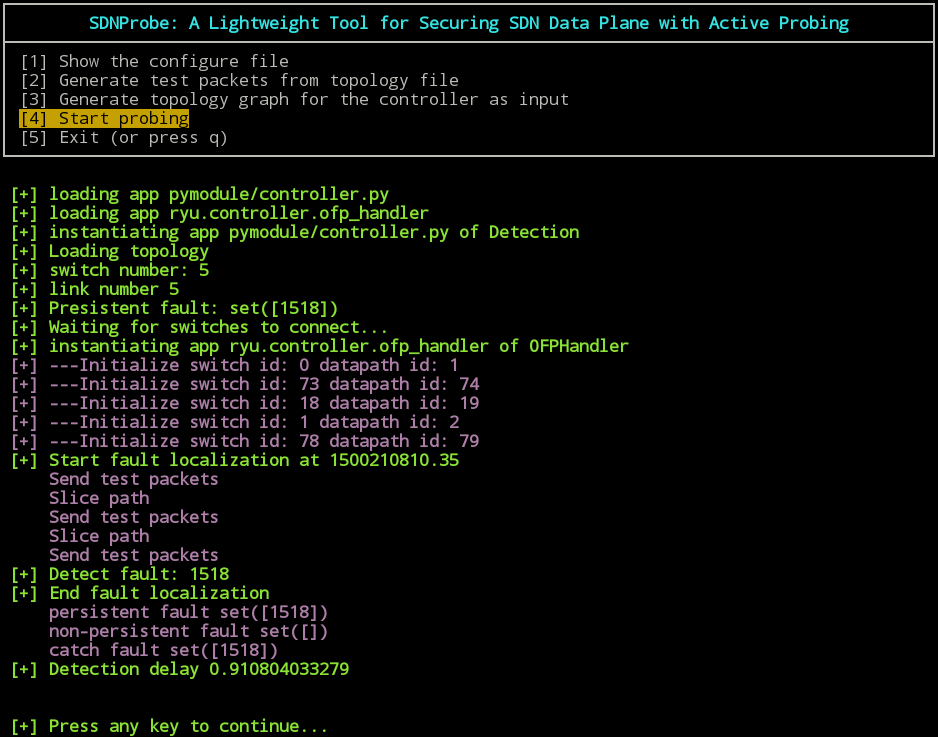 SDNProbe: A Lightweight Tool for Securing SDN Data Plane with Active Probing
[1] Show the configure file
[2] Generate test packets from topology file
[3] Generate topology graph for the controller as input
[4] Start probing
[5] Exit (or press q)
[+] loading app pymodule/controller.py
[+] loading app ryu.controller.ofp_handler
[+] instantiating app pymodule/controller.py of Detection
[+] Loading topology
[+] switch number: 5
[+] link number 5
[+] Presistent fault: set([1518])
[+] Waiting for switches to connect...
[+] instantiating app ryu.controller.ofp_handler of OFPHandler
[+] ---Initialize switch id: 0 datapath id: 1
[+] ---Initialize switch id: 73 datapath id: 74
[+] ---Initialize switch id: 18 datapath id: 19
[+] ---Initialize switch id: 1 datapath id: 2
[+] ---Initialize switch id: 78 datapath id: 79
[+] Start fault localization at 1500210810.35
Send test packets
Slice path
Send test packets
Slice path
Send test packets
[+] Detect fault: 1518
[+] End fault localization
persistent fault set([1518])
non-persistent fault set([])
catch fault set([1518])
[+] Detection delay 0.910804033279
[+] Press any key to continue...